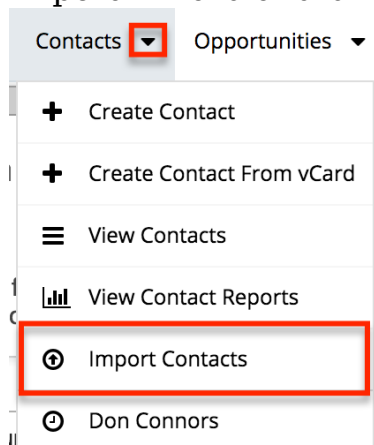 Contacts Opportunities
Create Contact
Create Contact From vCard
View Contacts
View Contact Reports
Import Contacts
Don Connors